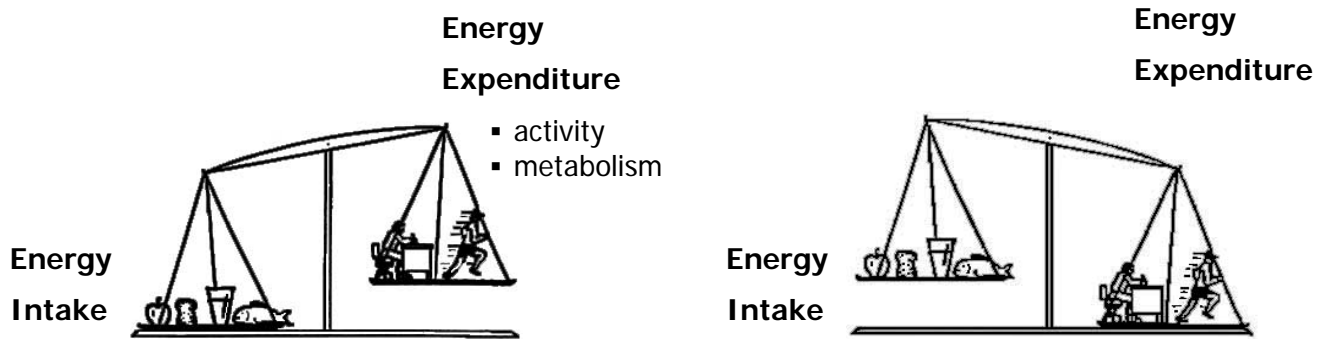 Energy
Expenditure
▪ activity
▪ metabolism
Energy
Intake
Energy
Expenditure
Energy
Intake